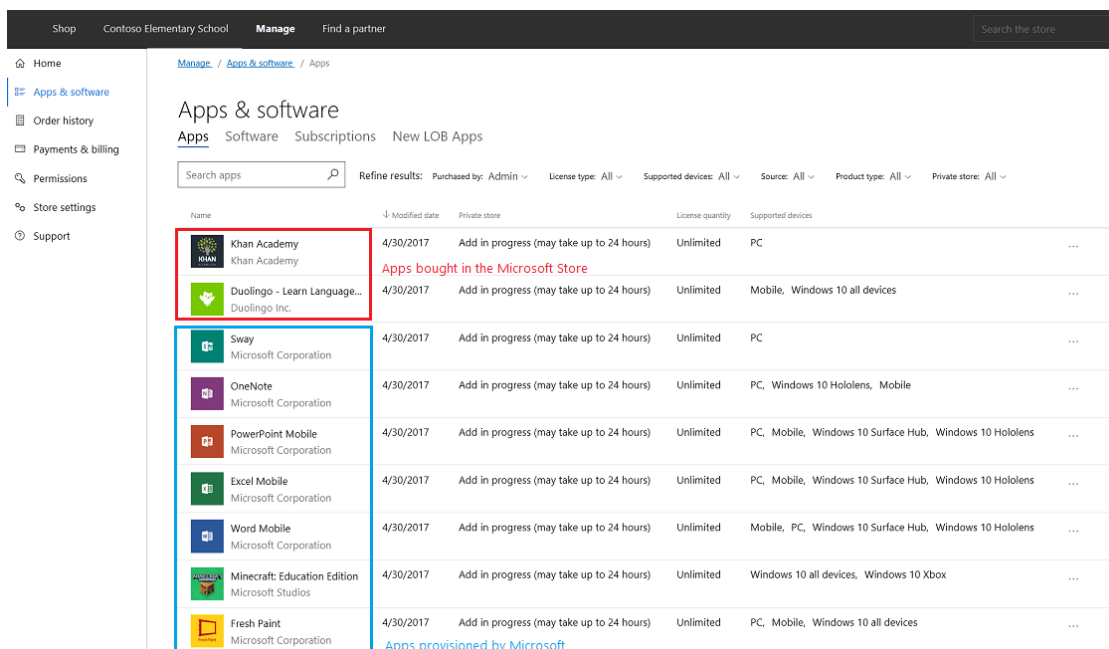 Shop Contoso Elementary School Manage Find a partner Search the store
Home
Manage / Apps & software / Apps
Apps & software
Order history
Payments & billing
Permissions
Store settings
Support
Apps & software
Apps Software Subscriptions New LOB Apps
Search apps Refine results: Purchased by: Admin License type: All Supported devices: All Source: All Product type: All Private store: All
Name Modified date Private store License quantity Supported devices
Khan Academy 4/30/2017 Add in progress (may take up to 24 hours) Unlimited PC ...
Khan Academy
Apps bought in the Microsoft Store
Duolingo - Learn Language... 4/30/2017 Add in progress (may take up to 24 hours) Unlimited Mobile, Windows 10 all devices ...
Duolingo Inc.
Sway 4/30/2017 Add in progress (may take up to 24 hours) Unlimited PC ...
Microsoft Corporation
OneNote 4/30/2017 Add in progress (may take up to 24 hours) Unlimited PC, Windows 10 Hololens, Mobile ...
Microsoft Corporation
PowerPoint Mobile 4/30/2017 Add in progress (may take up to 24 hours) Unlimited PC, Mobile, Windows 10 Surface Hub, Windows 10 Hololens ...
Microsoft Corporation
Excel Mobile 4/30/2017 Add in progress (may take up to 24 hours) Unlimited PC, Mobile, Windows 10 Surface Hub, Windows 10 Hololens ...
Microsoft Corporation
Word Mobile 4/30/2017 Add in progress (may take up to 24 hours) Unlimited Mobile, PC, Windows 10 Surface Hub, Windows 10 Hololens ...
Microsoft Corporation
Minecraft: Education Edition 4/30/2017 Add in progress (may take up to 24 hours) Unlimited Windows 10 all devices, Windows 10 Xbox ...
Microsoft Studios
Fresh Paint 4/30/2017 Add in progress (may take up to 24 hours) Unlimited PC, Mobile, Windows 10 all devices ...
Microsoft Corporation
Apps provisioned by Microsoft